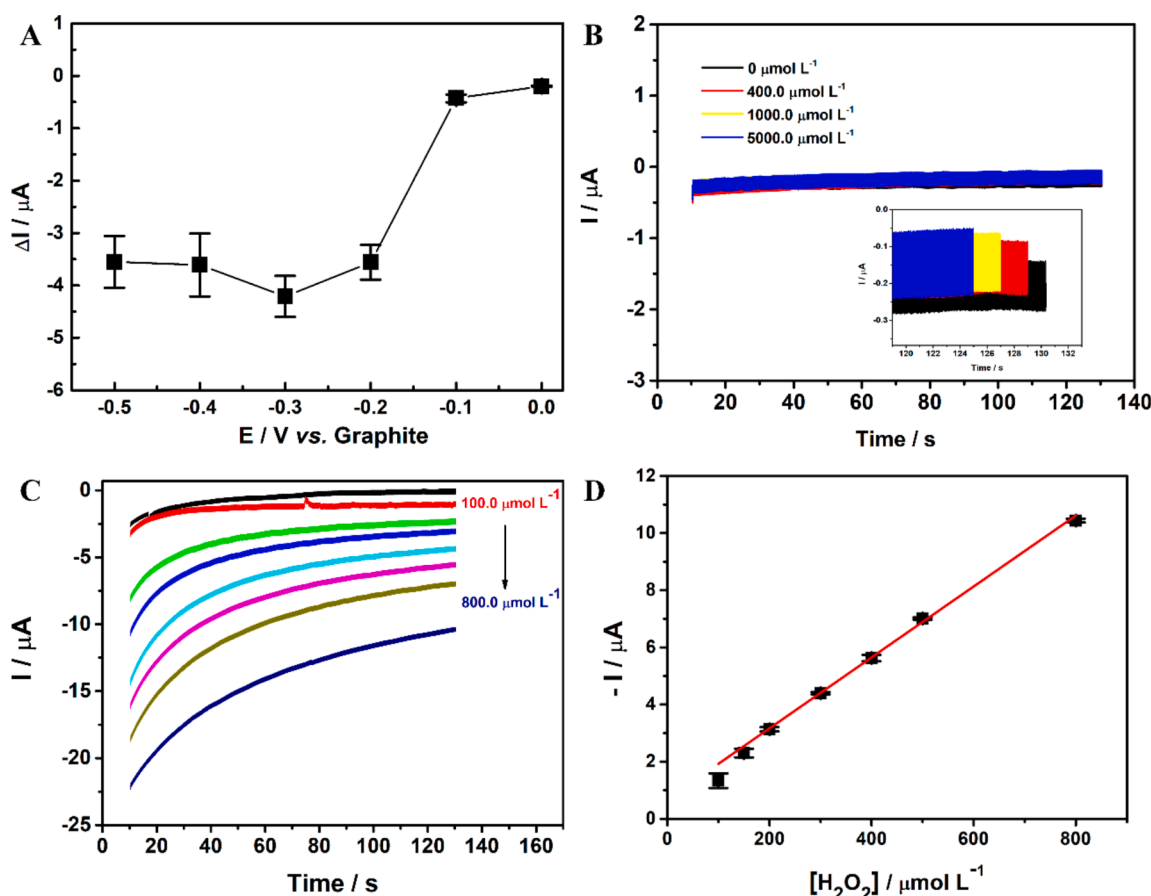 A
1
0
-1
-2
-3
-4
-5
-6
ΔI / μA
-0.5 -0.4 -0.3 -0.2 -0.1 0.0
E / V vs. Graphite
B
2
1
0
-1
-2
-3
I / μA
0 μmol L⁻¹
400.0 μmol L⁻¹
1000.0 μmol L⁻¹
5000.0 μmol L⁻¹
0.0
-0.1
-0.2
-0.3
I / μA
120 122 124 126 128 130 132
Time / s
0 20 40 60 80 100 120 140
Time / s
C
0
-5
-10
-15
-20
-25
I / μA
100.0 μmol L⁻¹
800.0 μmol L⁻¹
0 20 40 60 80 100 120 140 160
Time / s
D
12
10
8
6
4
2
0
- I / μA
200 400 600 800
[H₂O₂] / μmol L⁻¹